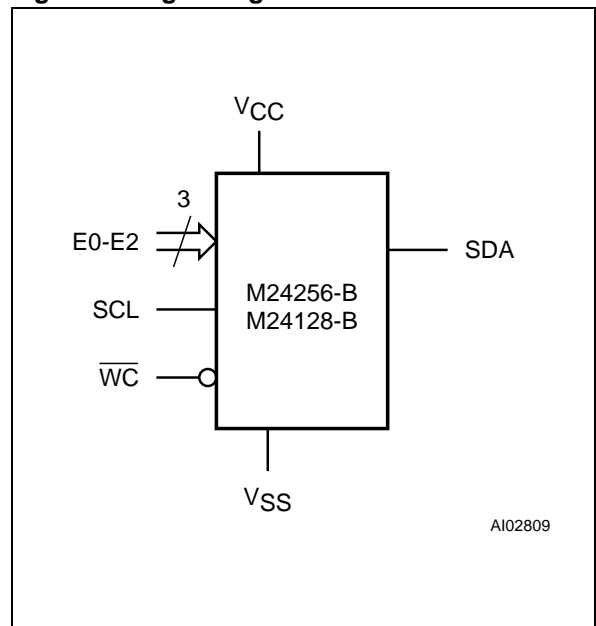 VCC
3
E0-E2
SDA
M24256-B
SCL
M24128-B
WC
VSS
AI02809